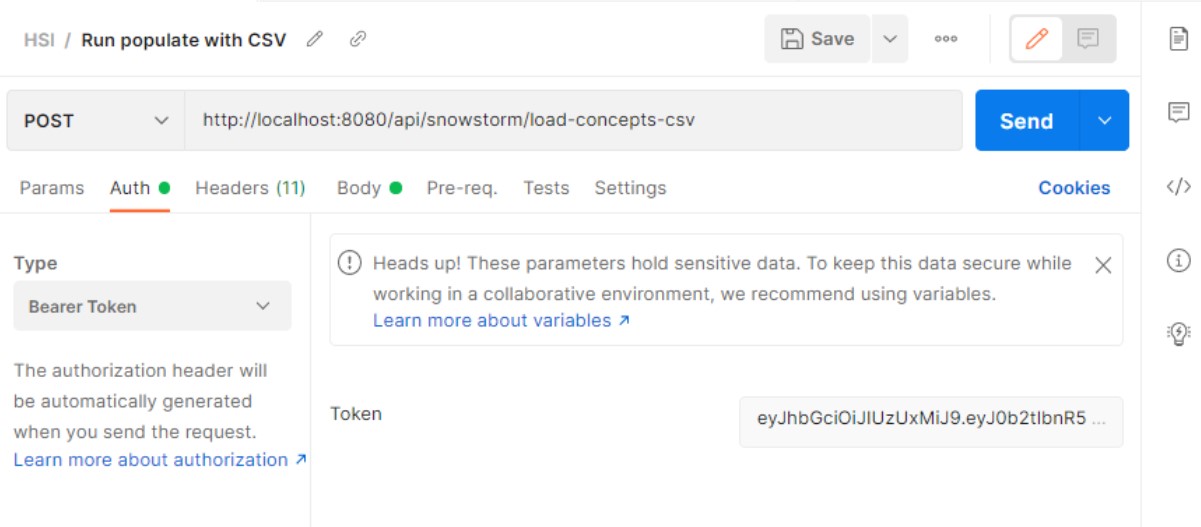 HSI / Run populate with CSV
Save
POST
http://localhost:8080/api/snowstorm/load-concepts-csv
Send
Params Auth Headers (11) Body Pre-req. Tests Settings Cookies
Type
Bearer Token
The authorization header will
be automatically generated
when you send the request.
Learn more about authorization ↗
Heads up! These parameters hold sensitive data. To keep this data secure while
working in a collaborative environment, we recommend using variables.
Learn more about variables ↗
Token
eyJhbGciOiJIUzUxMiJ9.eyJ0b2tlbnR5 ...